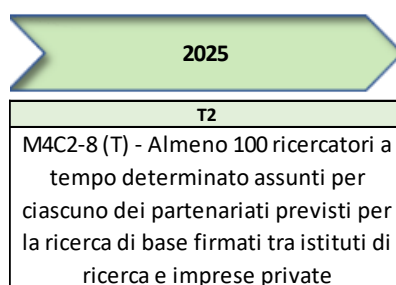 2025
T2
M4C2-8 (T) - Almeno 100 ricercatori a
tempo determinato assunti per
ciascuno dei partenariati previsti per
la ricerca di base firmati tra istituti di
ricerca e imprese private